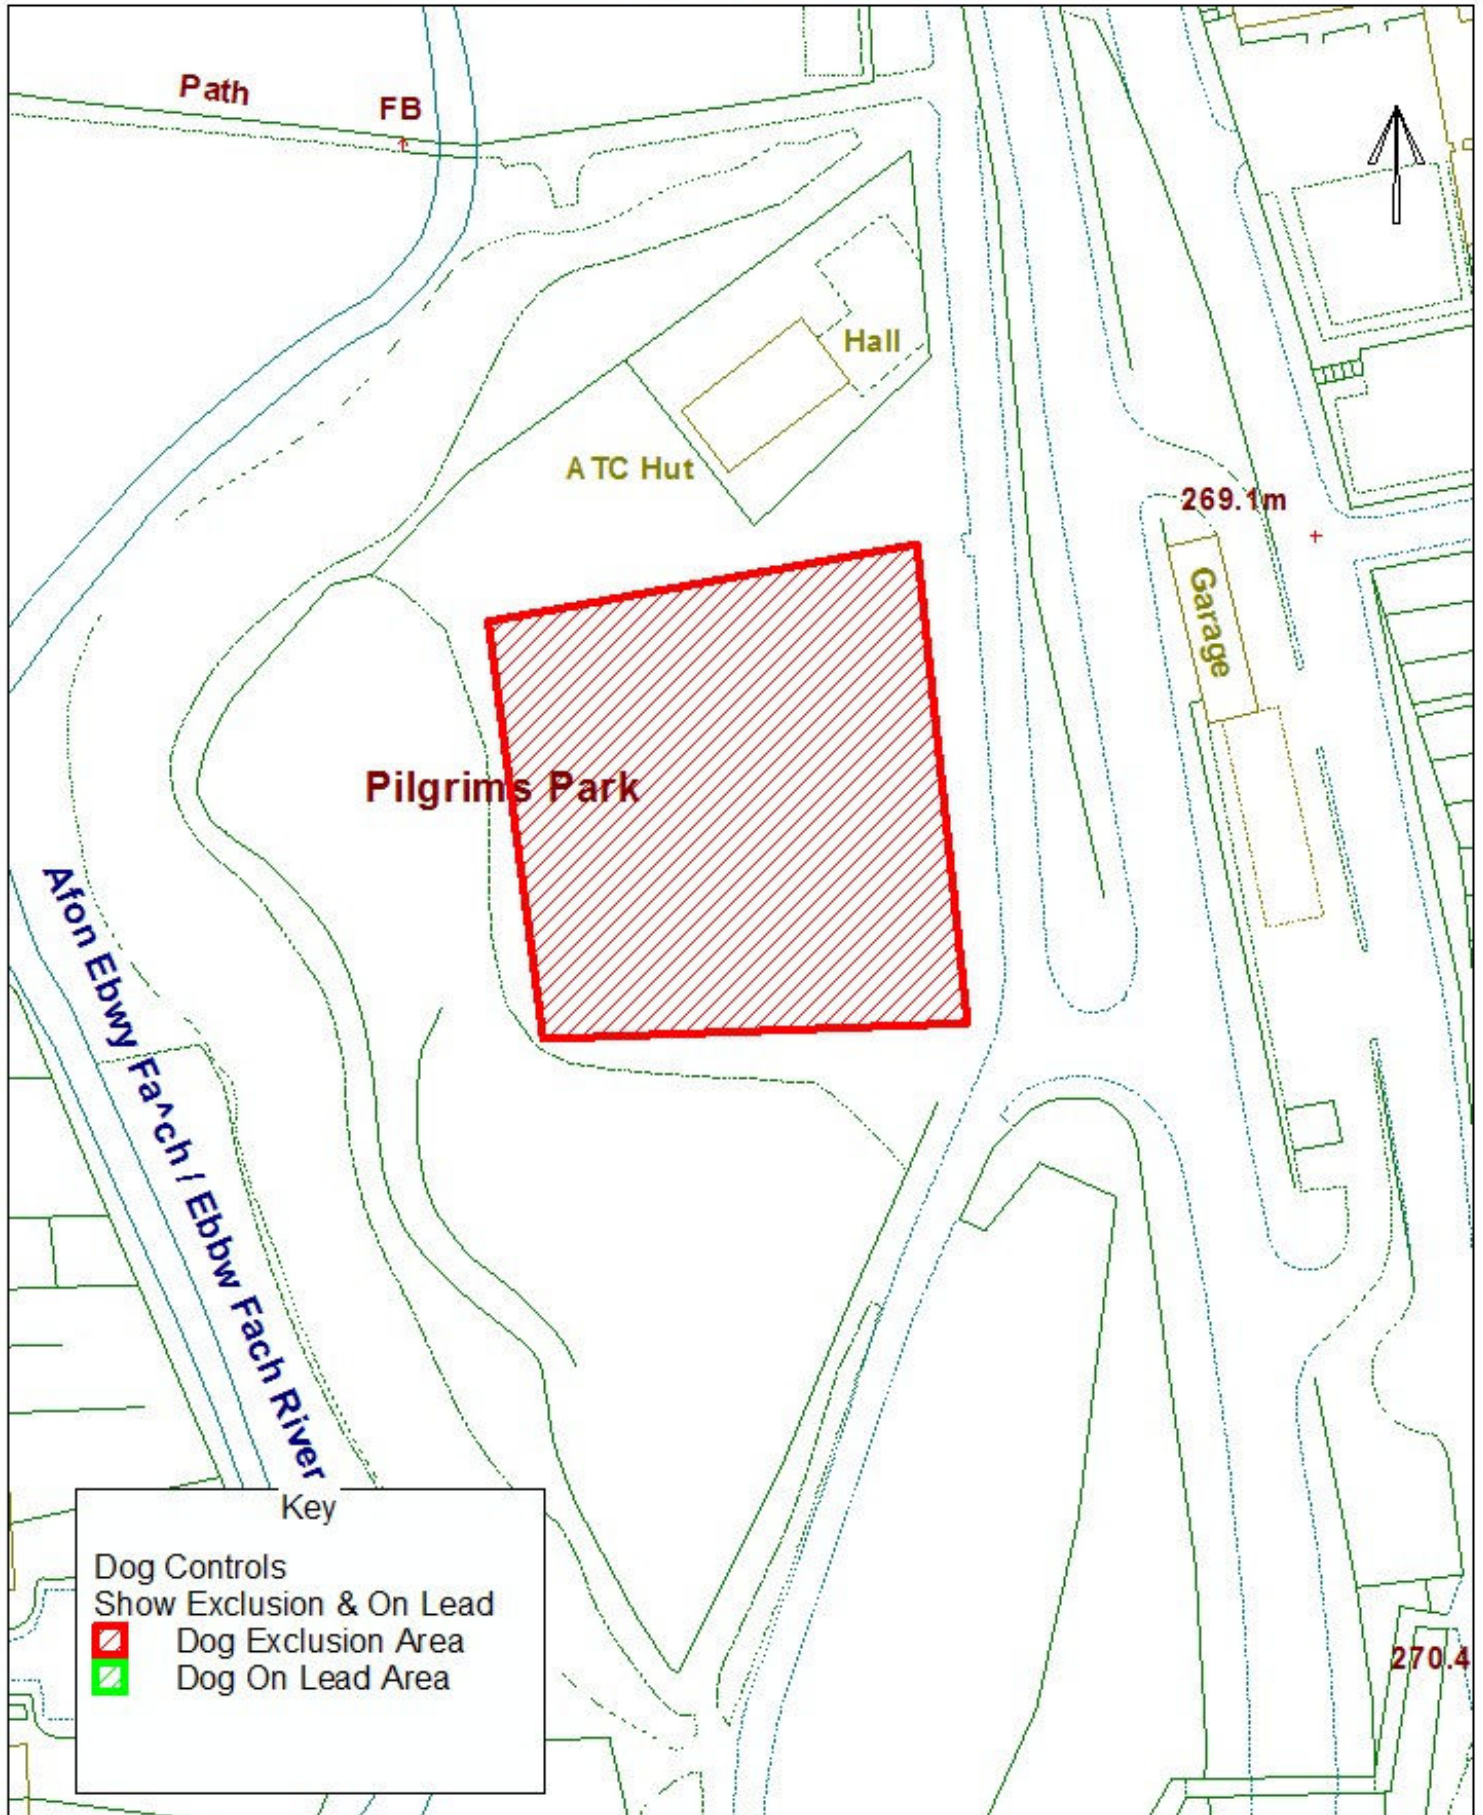 Path
FB
Hall
ATC Hut
269.1m
Garage
Pilgrims Park
Afon Ebwy Fa^ch / Ebbw Fach River
Key
Dog Controls
Show Exclusion & On Lead
Dog Exclusion Area
Dog On Lead Area
270.4